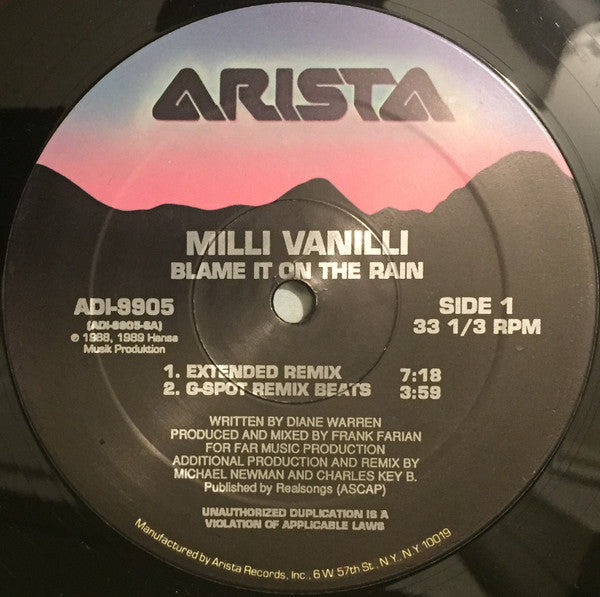 ARISTA
MILLI VANILLI
BLAME IT ON THE RAIN
ADI-9905
(ADI-9905-SA)
℗ 1988, 1989 Hansa
Musik Produktion
SIDE 1
33 1/3 RPM
1. EXTENDED REMIX 7:18
2. G-SPOT REMIX BEATS 3:59
WRITTEN BY DIANE WARREN
PRODUCED AND MIXED BY FRANK FARIAN
FOR FAR MUSIC PRODUCTION
ADDITIONAL PRODUCTION AND REMIX BY
MICHAEL NEWMAN AND CHARLES KEY B.
Published by Realsongs (ASCAP)
UNAUTHORIZED DUPLICATION IS A
VIOLATION OF APPLICABLE LAWS
Manufactured by Arista Records, Inc., 6 W 57th St., N.Y., N.Y 10019